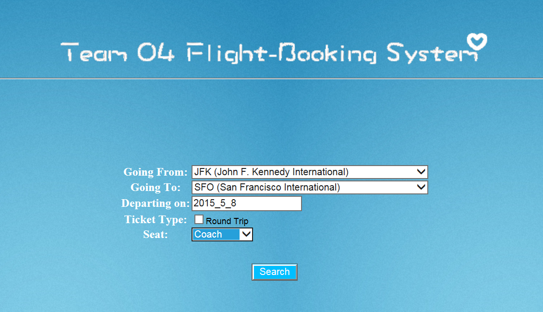 Team 04 Flight-Booking System
Going From: JFK (John F. Kennedy International)
Going To: SFO (San Francisco International)
Departing on: 2015_5_8
Ticket Type: Round Trip
Seat: Coach
Search